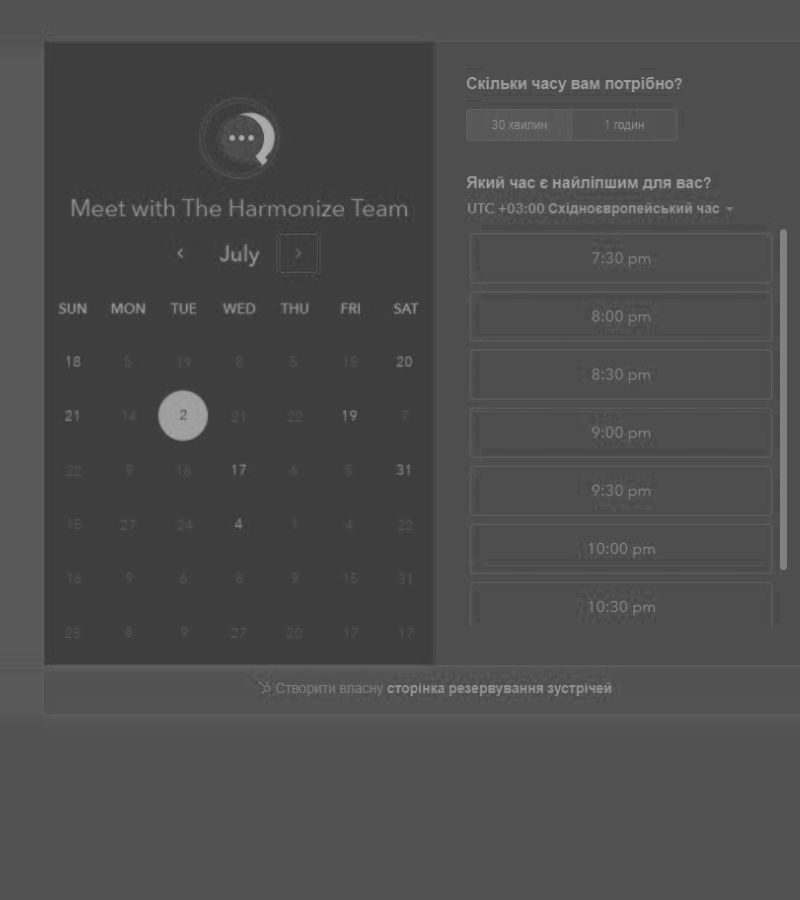 Meet with The Harmonize Team
July
SUN MON TUE WED THU FRI SAT
18 5 19 8 5 15 20
21 14 2 21 22 19 7
22 9 18 17 6 5 31
15 27 24 4 1 4 22
16 9 6 8 9 15 31
25 8 9 27 20 17 17
Скільки часу вам потрібно?
30 хвилин 1 годин
Який час є найліпшим для вас?
UTC +03:00 Східноєвропейський час
7:30 pm
8:00 pm
8:30 pm
9:00 pm
9:30 pm
10:00 pm
10:30 pm
Створити власну сторінка резервування зустрічей